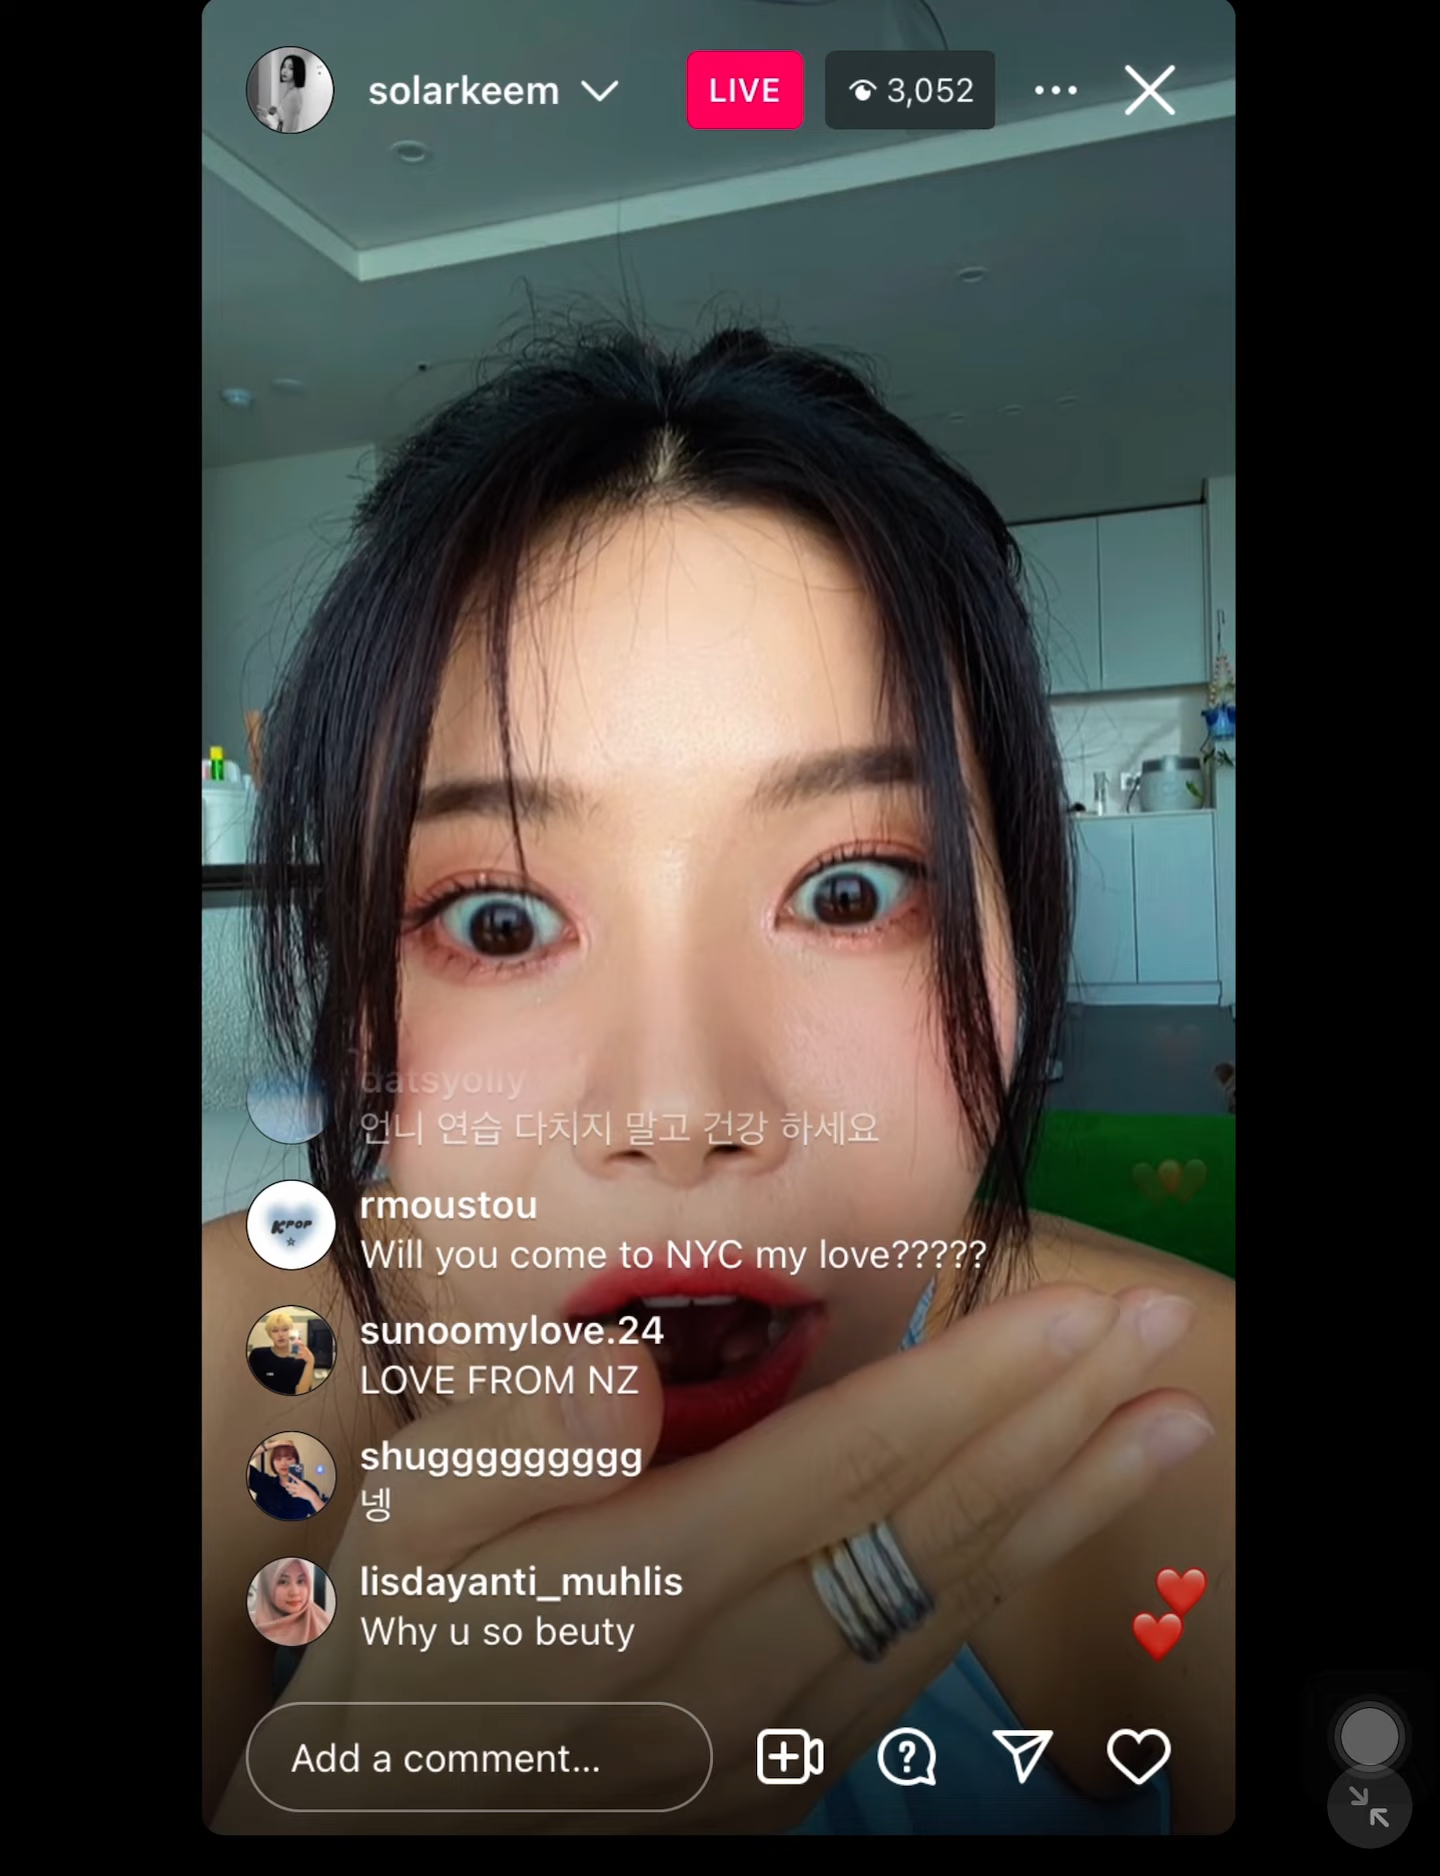 solarkeem
LIVE
3,052
datsyolly
언니 연습 다치지 말고 건강 하세요
KPOP
rmoustou
Will you come to NYC my love?????
sunoomylove.24
LOVE FROM NZ
shuggggggggg
넹
lisdayanti_muhlis
Why u so beuty
Add a comment...